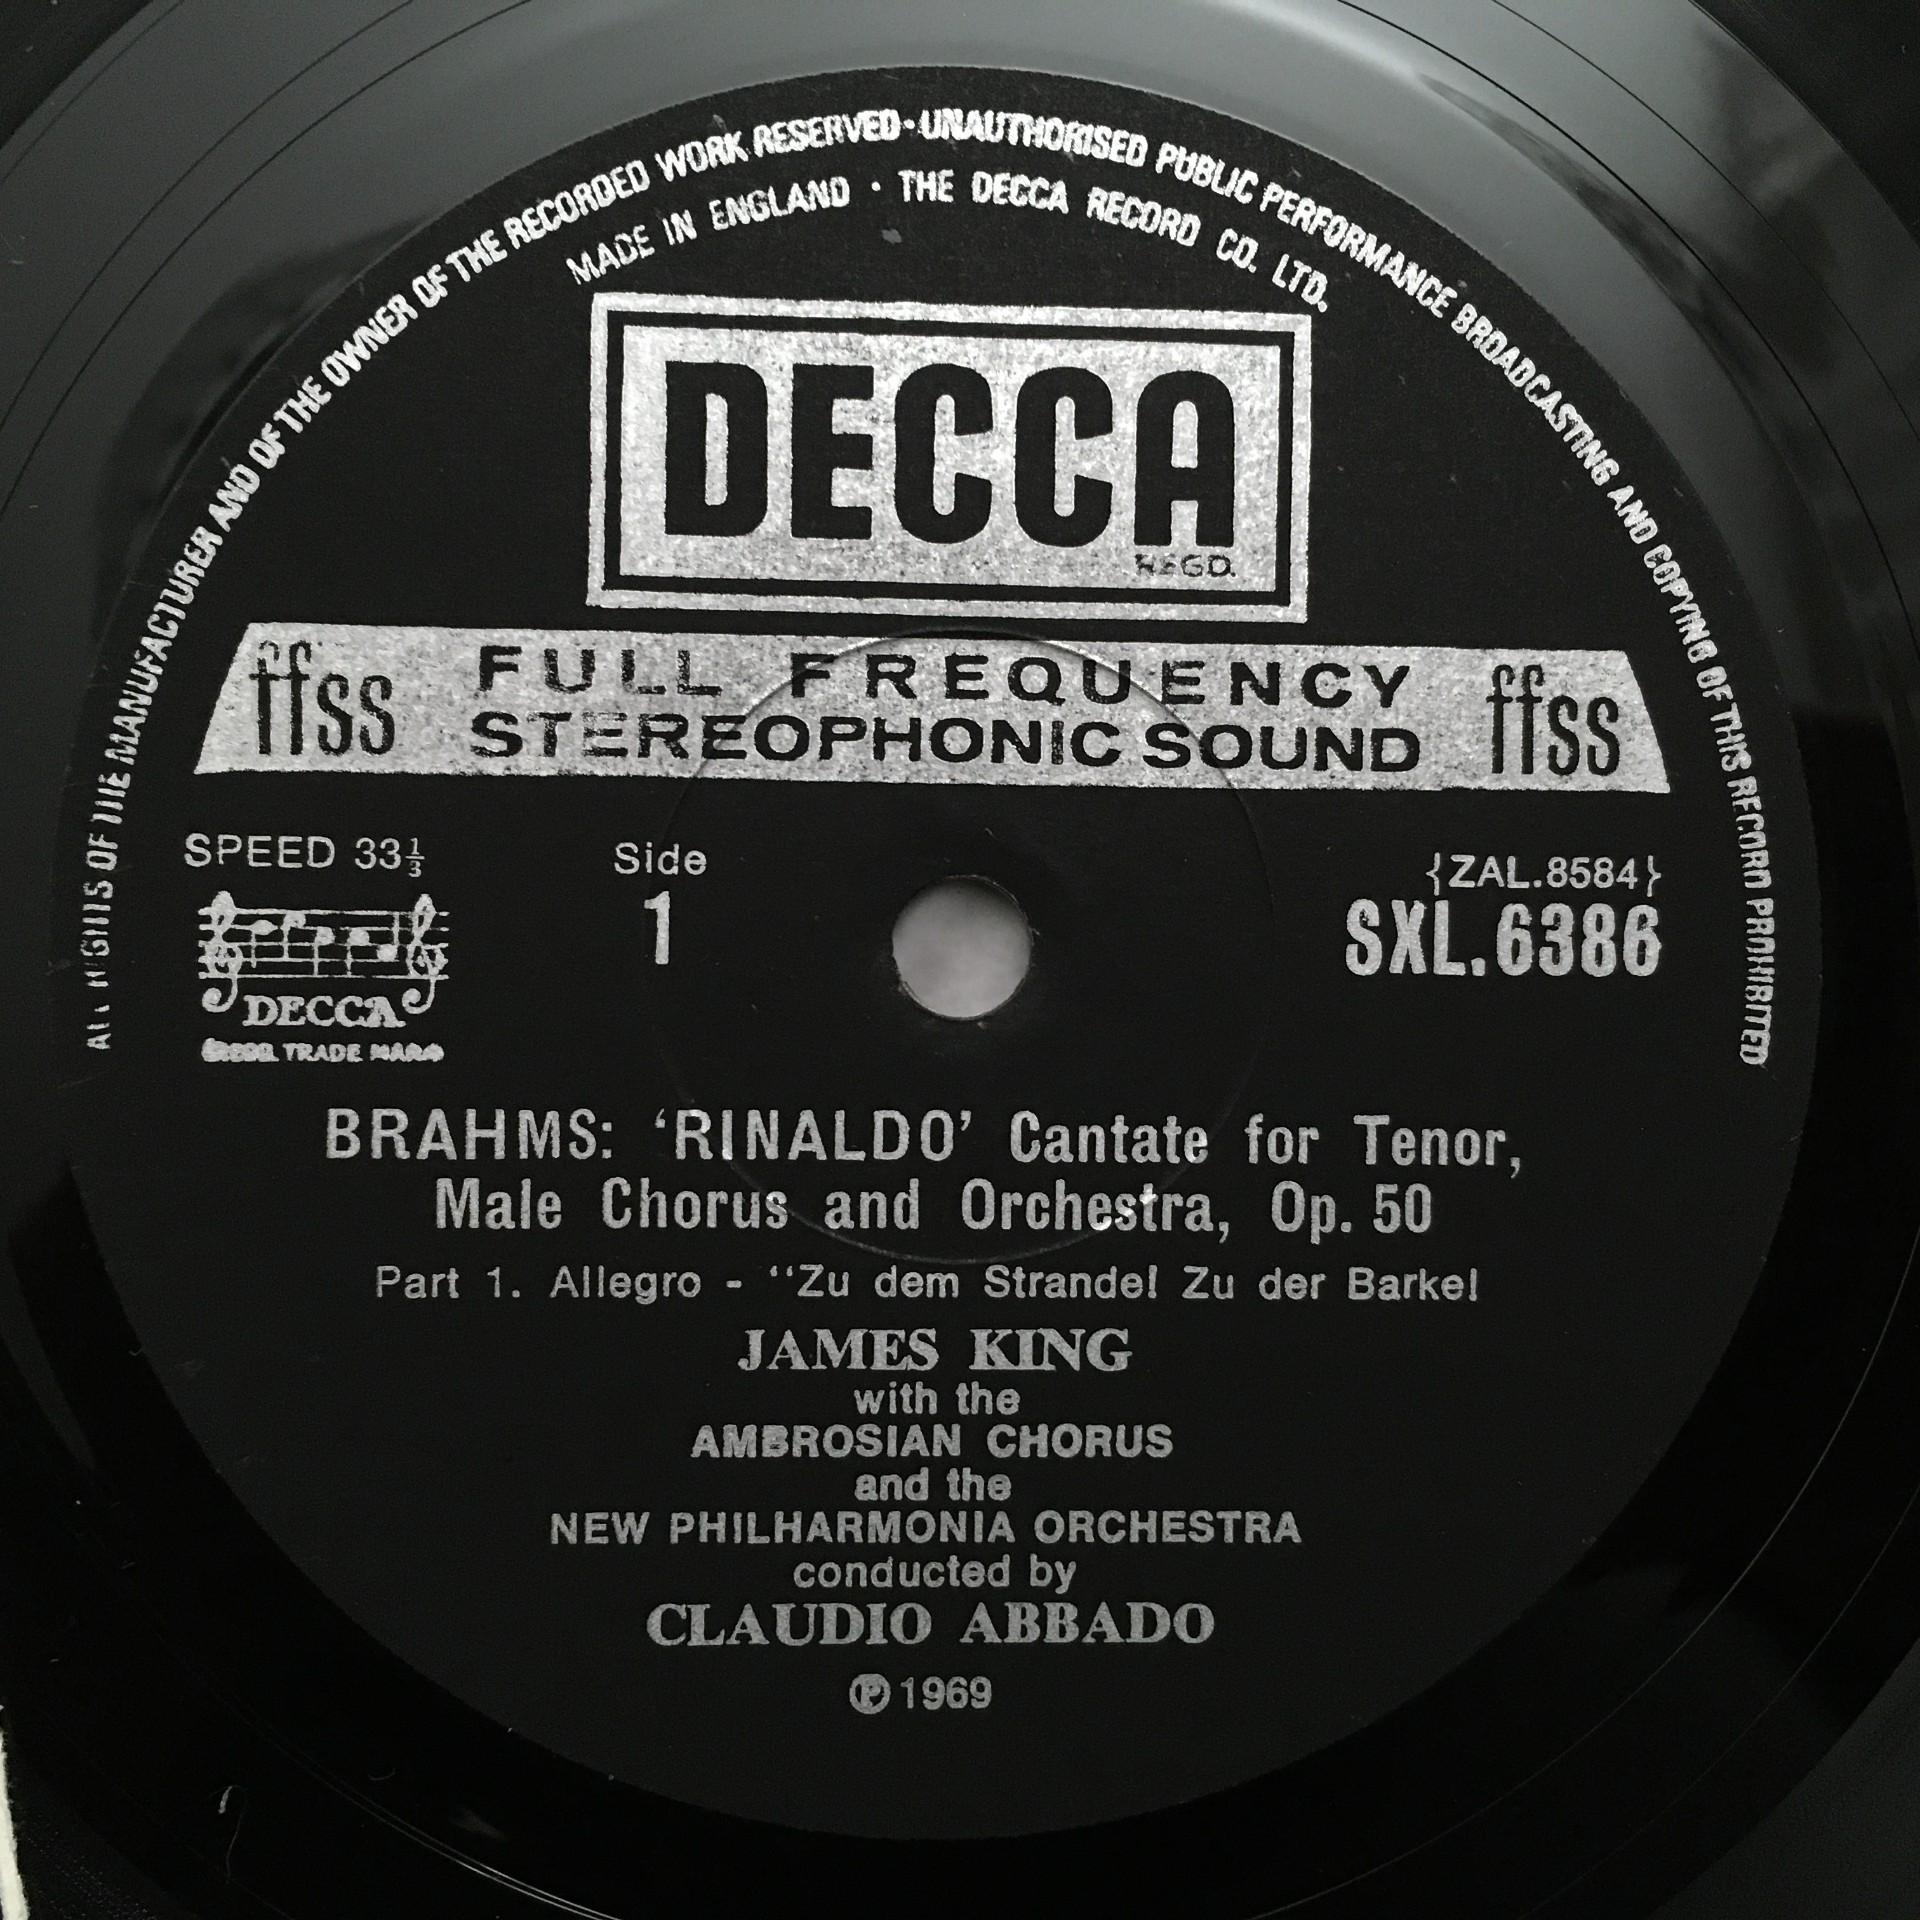 ALL RIGHTS OF THE MANUFACTURER AND OF THE OWNER OF THE RECORDED WORK RESERVED · UNAUTHORISED PUBLIC PERFORMANCE BROADCASTING AND COPYING OF THIS RECORD PROHIBITED
MADE IN ENGLAND · THE DECCA RECORD CO. LTD.
DECCA
REGD.
ffss FULL FREQUENCY ffss
STEREOPHONIC SOUND
SPEED 33⅓
Side
1
{ZAL.8584}
SXL.6386
DECCA
TRADE MARK
BRAHMS: ‘RINALDO’ Cantate for Tenor,
Male Chorus and Orchestra, Op. 50
Part 1. Allegro - “Zu dem Strande! Zu der Barke!
JAMES KING
with the
AMBROSIAN CHORUS
and the
NEW PHILHARMONIA ORCHESTRA
conducted by
CLAUDIO ABBADO
℗ 1969